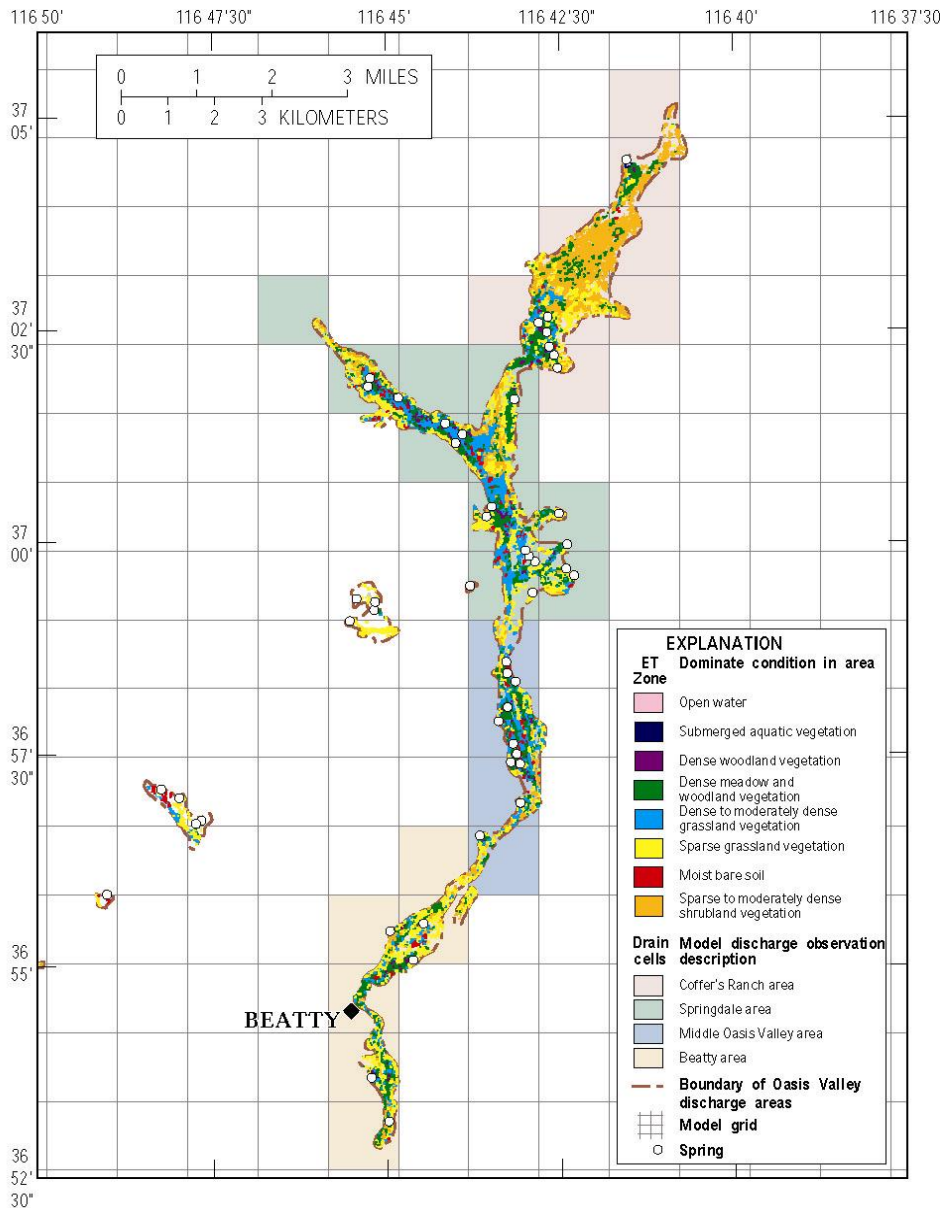 116 50' 116 47'30" 116 45' 116 42'30" 116 40' 116 37'30
0 1 2 3 MILES
0 1 2 3 KILOMETERS
37
05'
37
02'
30"
37
00'
36
57'
30"
36
55'
36
52'
30"
BEATTY
EXPLANATION
ET
Zone
Dominate condition in area
Open water
Submerged aquatic vegetation
Dense woodland vegetation
Dense meadow and
woodland vegetation
Dense to moderately dense
grassland vegetation
Sparse grassland vegetation
Moist bare soil
Sparse to moderately dense
shrubland vegetation
Drain
cells
Model discharge observation
description
Coffer's Ranch area
Springdale area
Middle Oasis Valley area
Beatty area
Boundary of Oasis Valley
discharge areas
Model grid
Spring